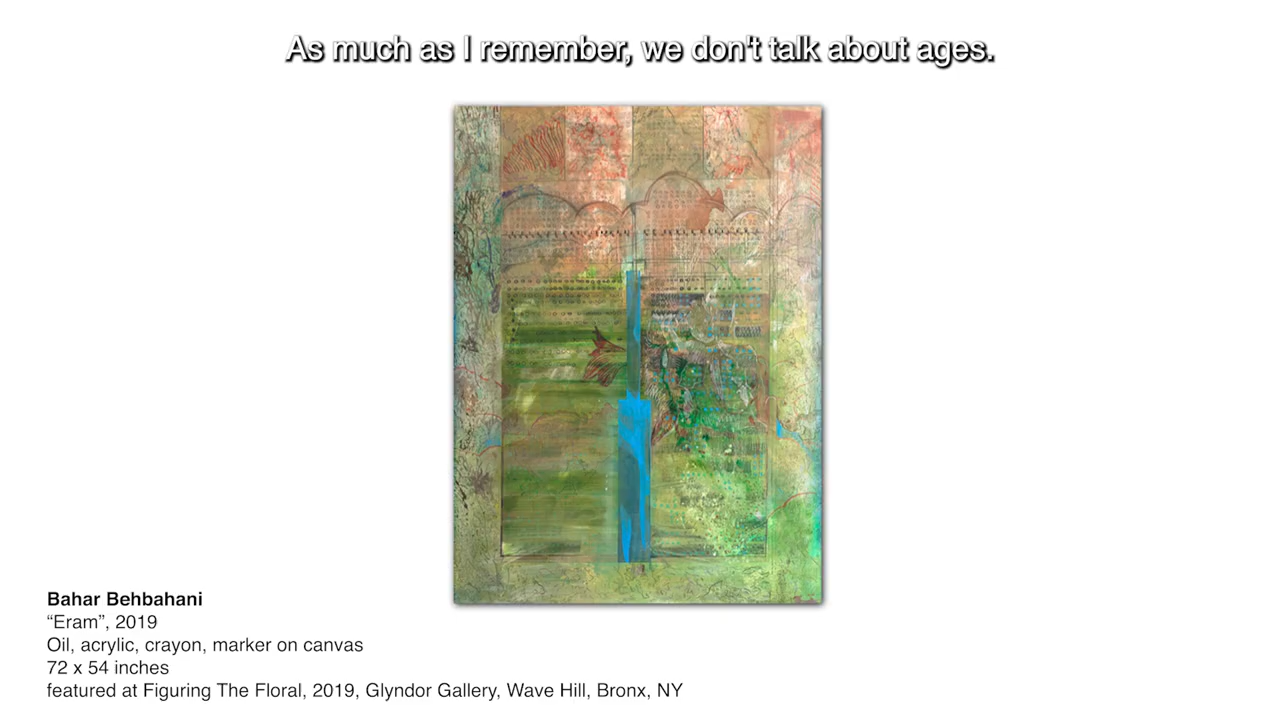 As much as I remember, we don't talk about ages.
Bahar Behbahani
“Eram”, 2019
Oil, acrylic, crayon, marker on canvas
72 x 54 inches
featured at Figuring The Floral, 2019, Glyndor Gallery, Wave Hill, Bronx, NY